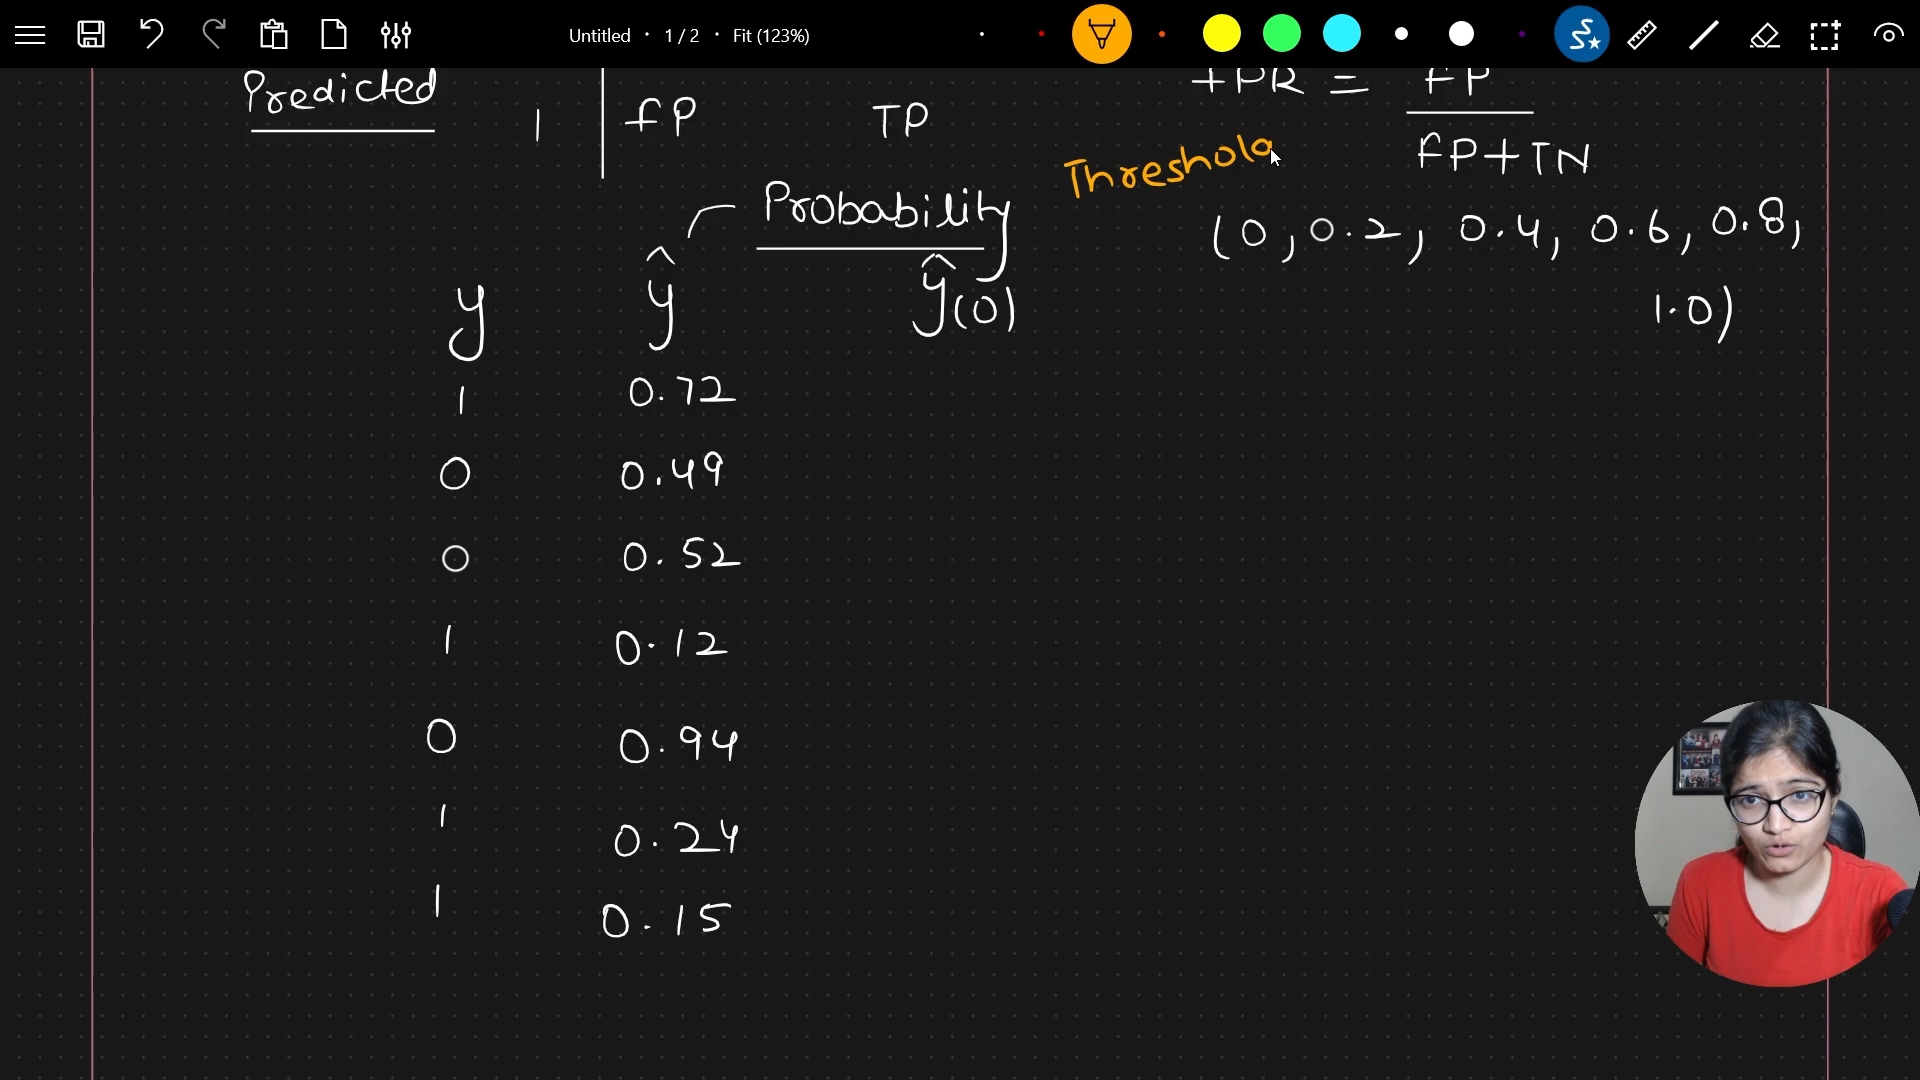 Untitled • 1 / 2 • Fit (123%)
Predicted 1 FP TP
FPR = FP
FP+TN
Threshold
Probability
(0, 0.2, 0.4, 0.6, 0.8,
1.0)
y ŷ ŷ(0)
1 0.72
0 0.49
0 0.52
1 0.12
0 0.94
1 0.24
1 0.15